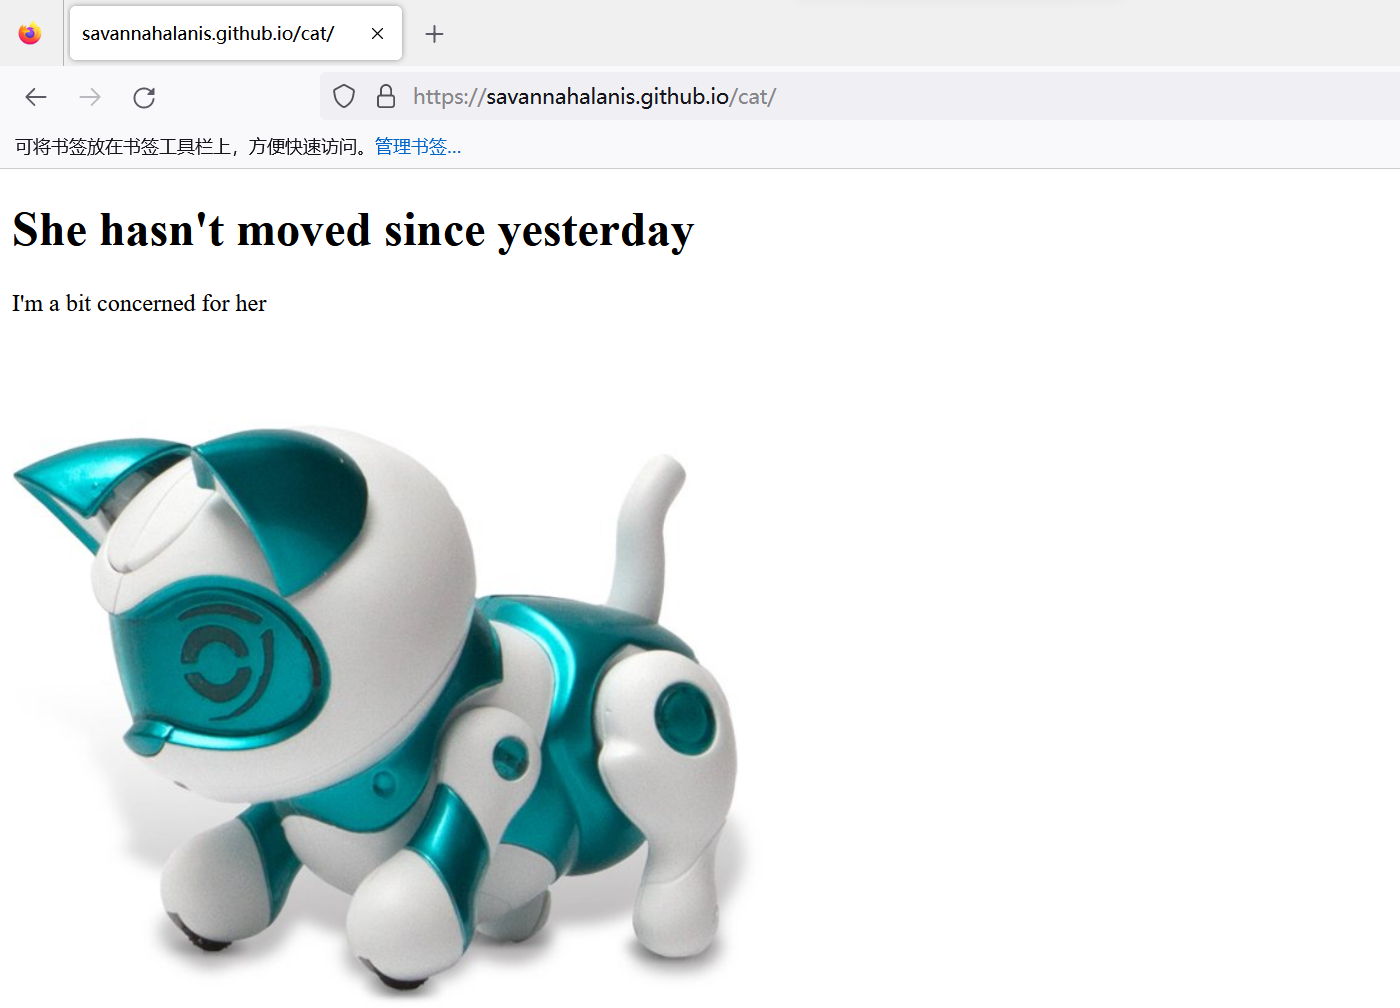 savannahalanis.github.io/cat/
https://savannahalanis.github.io/cat/
可将书签放在书签工具栏上，方便快速访问。管理书签...
She hasn't moved since yesterday
I'm a bit concerned for her